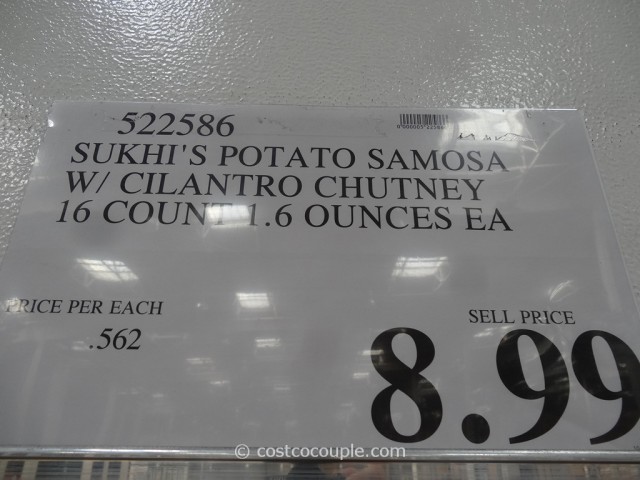 522586
SUKHI'S POTATO SAMOSA
W/ CILANTRO CHUTNEY
16 COUNT 1.6 OUNCES EA
PRICE PER EACH
.562
SELL PRICE
8.99
© costcocouple.com